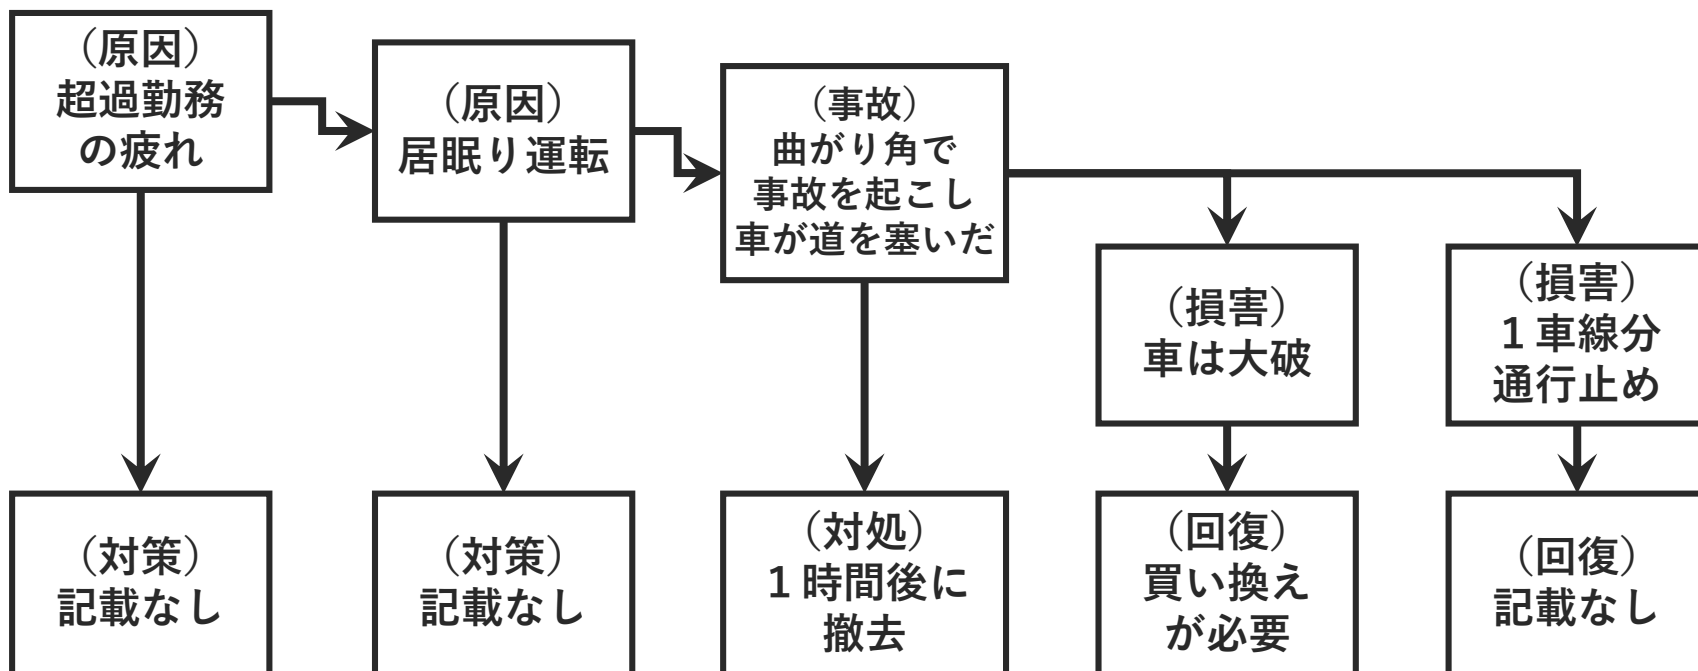 （原因）
超過勤務
の疲れ
（原因）
居眠り運転
（事故）
曲がり角で
事故を起こし
車が道を塞いだ
（損害）
車は大破
（損害）
１車線分
通行止め
（対策）
記載なし
（対策）
記載なし
（対処）
１時間後に
撤去
（回復）
買い換え
が必要
（回復）
記載なし